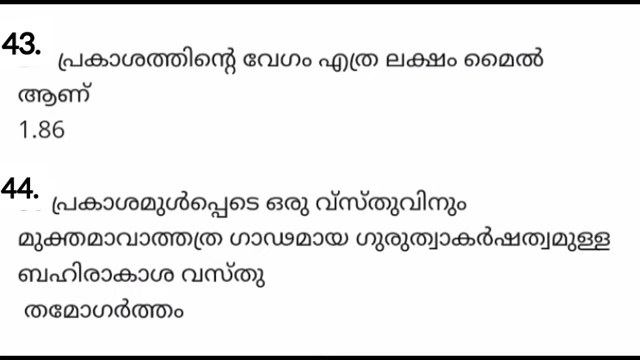 43. പ്രകാശത്തിന്റെ വേഗം എത്ര ലക്ഷം മൈൽ
ആണ്
1.86
44. പ്രകാശമുൾപ്പെടെ ഒരു വ്സ്തുവിനും
മുക്തമാവാത്തത്ര ഗാഢമായ ഗുരുത്വാകർഷത്വമുള്ള
ബഹിരാകാശ വസ്തു
തമോഗർത്തം